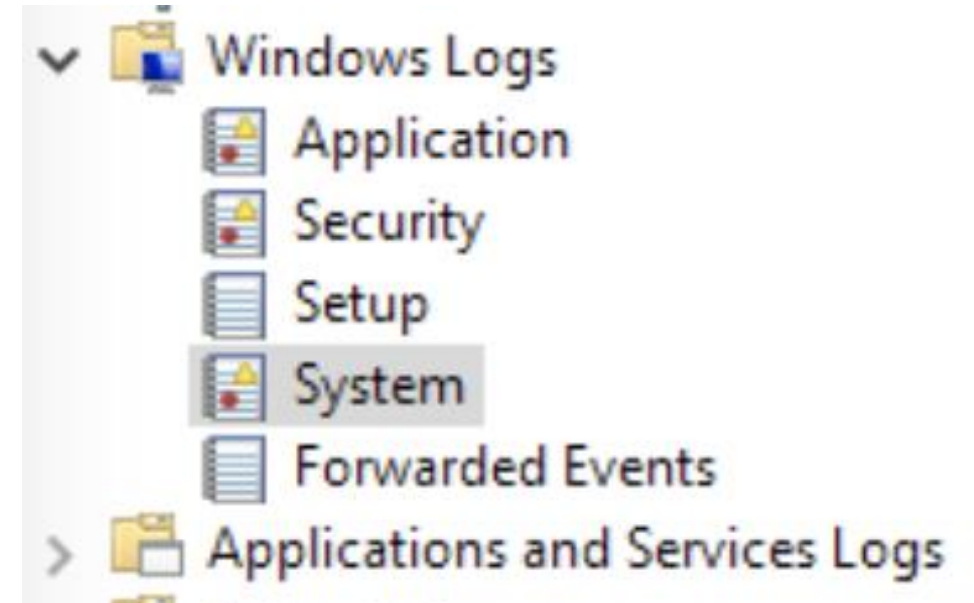 Windows Logs
Application
Security
Setup
System
Forwarded Events
Applications and Services Logs